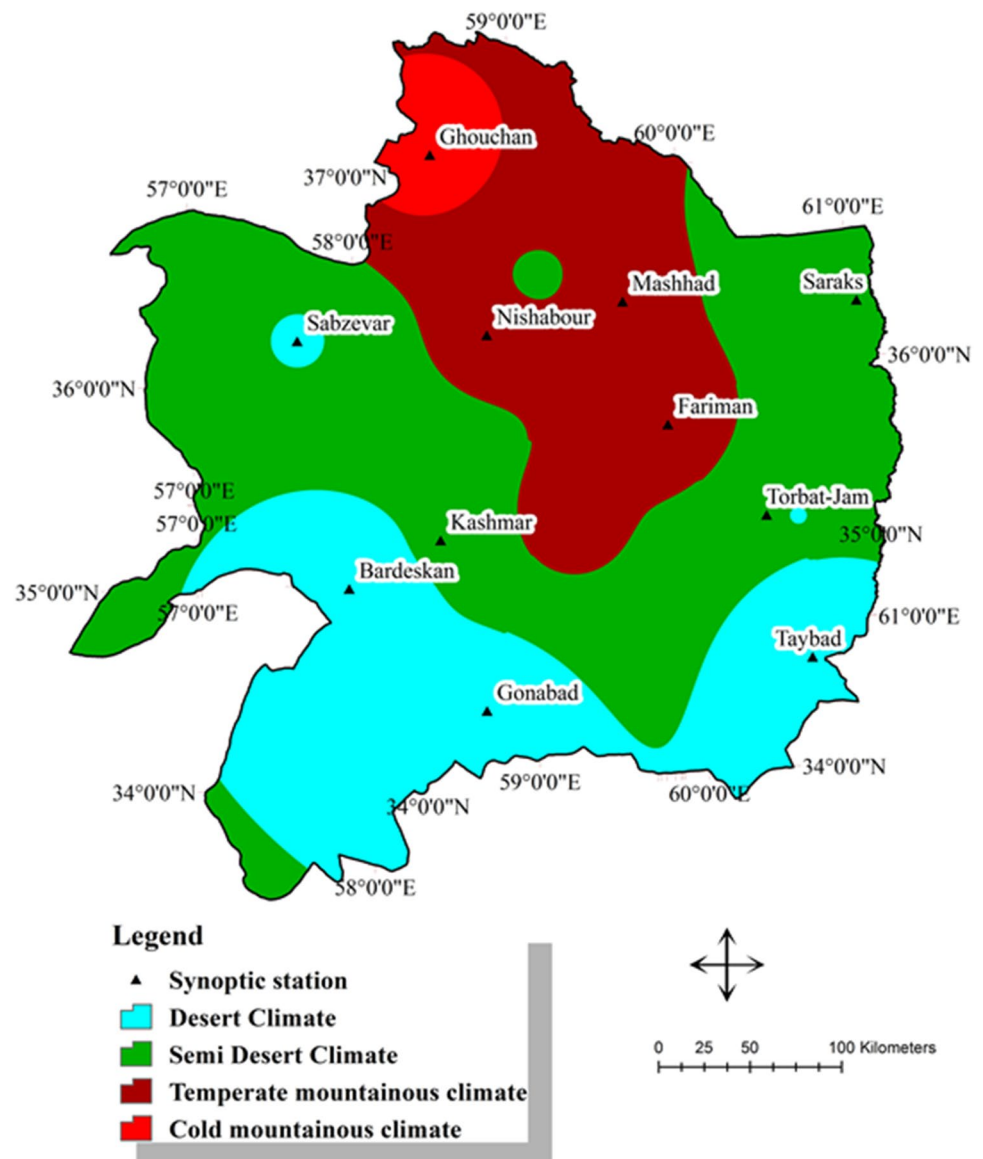 59°0'0"E
Ghouchan
60°0'0"E
37°0'0"N
57°0'0"E
61°0'0"E
58°0'0"E
Mashhad
Saraks
Nishabour
Sabzevar
36°0'0"N
36°0'0"N
Fariman
57°0'0"E
Torbat-Jam
57°0'0"E
Kashmar
35°0'0"N
Bardeskan
35°0'0"N
57°0'0"E
61°0'0"E
Taybad
Gonabad
34°0'0"N
59°0'0"E
34°0'0"N
60°0'0"E
34°0'0"N
58°0'0"E
Legend
Synoptic station
Desert Climate
Semi Desert Climate
Temperate mountainous climate
Cold mountainous climate
0 25 50 100 Kilometers